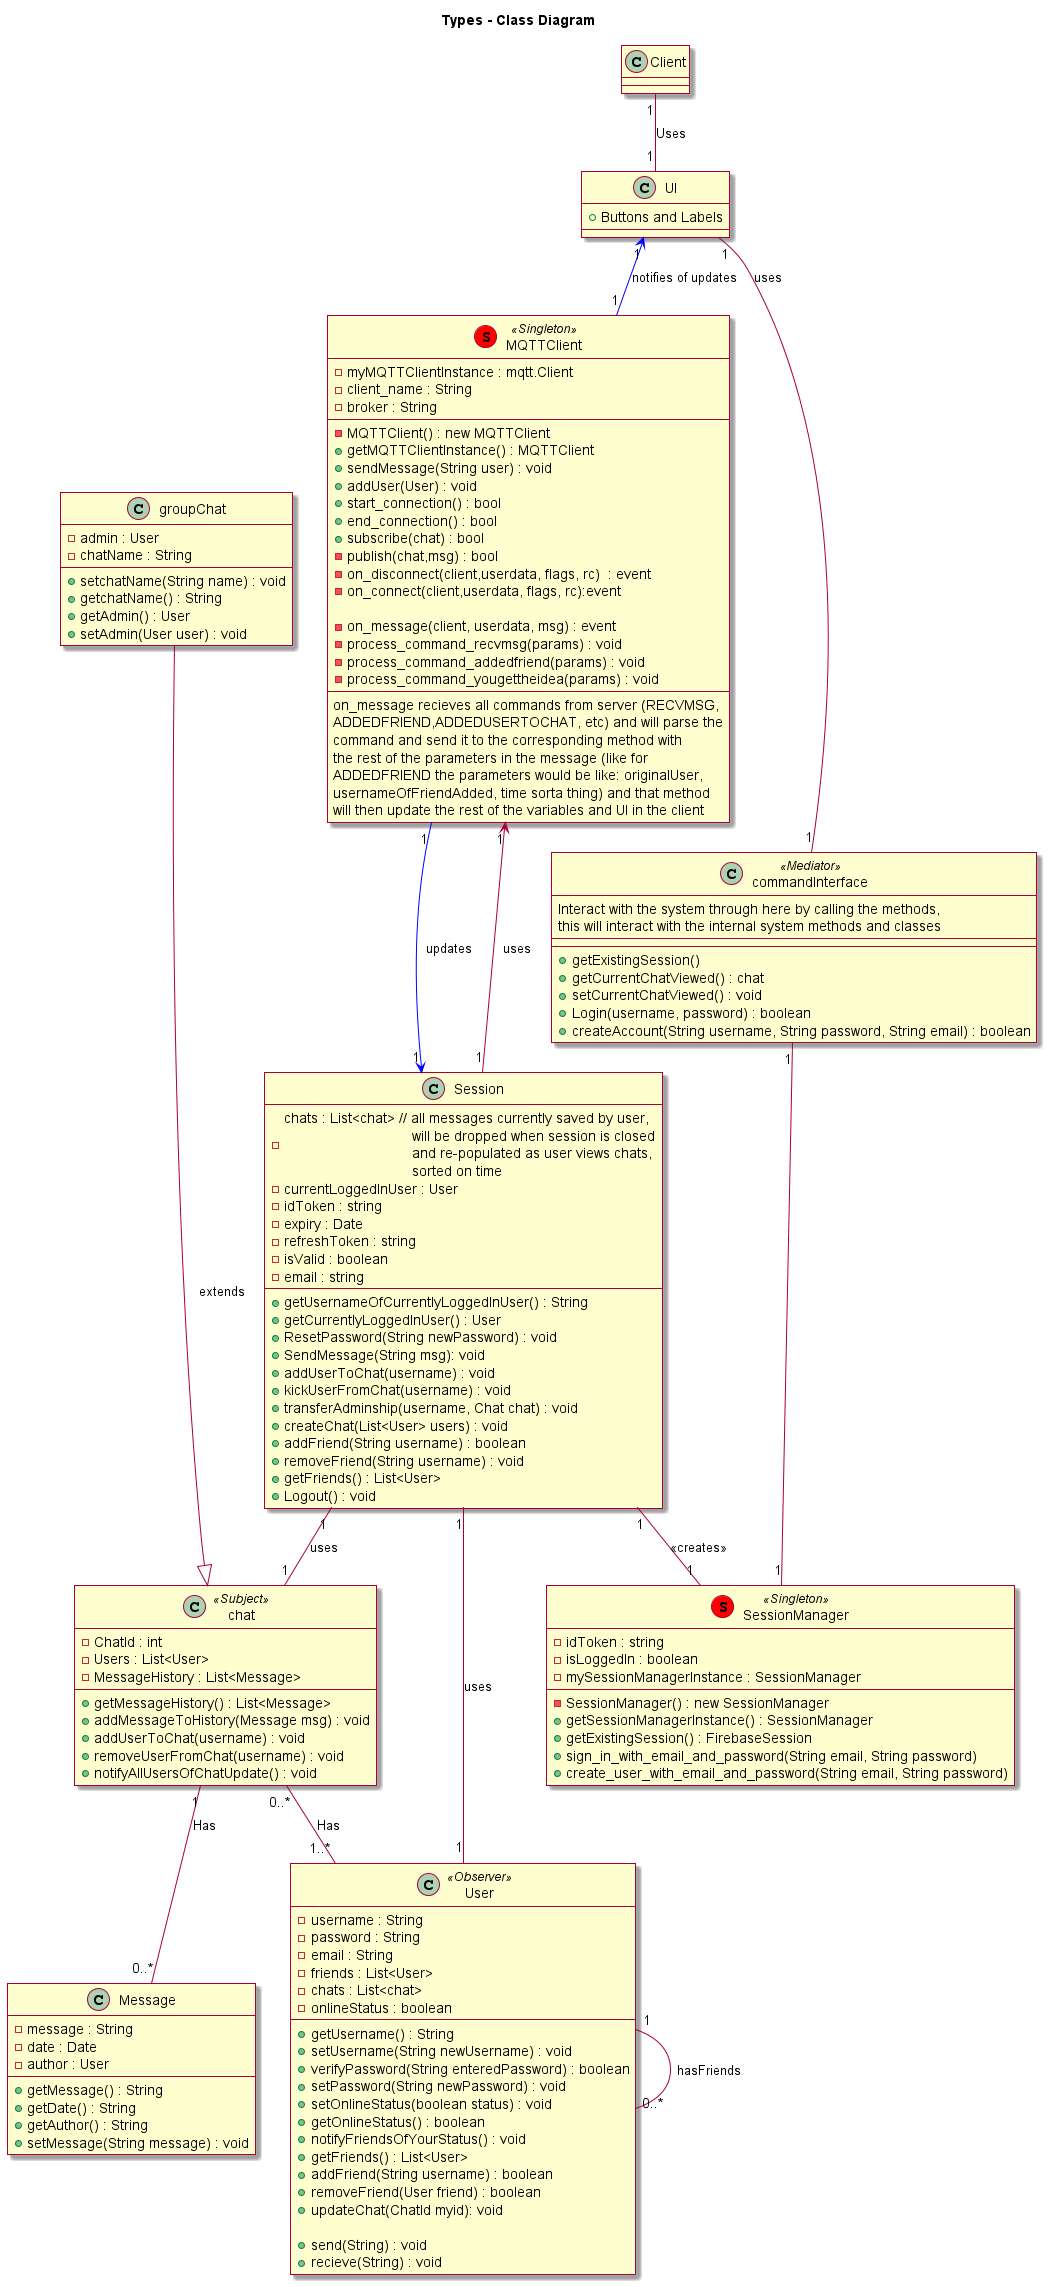 Types - Class Diagram
C Client
1
Uses
1
C UI
Buttons and Labels
1
1
notifies of updates
uses
1
S «Singleton»
MQTTClient
myMQTTClientInstance : mqtt.Client
client_name : String
broker : String
MQTTClient() : new MQTTClient
getMQTTClientInstance() : MQTTClient
sendMessage(String user) : void
addUser(User) : void
start_connection() : bool
end_connection() : bool
subscribe(chat) : bool
publish(chat,msg) : bool
on_disconnect(client,userdata, flags, rc)  : event
on_connect(client,userdata, flags, rc):event
on_message(client, userdata, msg) : event
process_command_recvmsg(params) : void
process_command_addedfriend(params) : void
process_command_yougettheidea(params) : void
on_message recieves all commands from server (RECVMSG,
ADDEDFRIEND,ADDEDUSERTOCHAT, etc) and will parse the
command and send it to the corresponding method with
the rest of the parameters in the message (like for
ADDEDFRIEND the parameters would be like: originalUser,
usernameOfFriendAdded, time sorta thing) and that method
will then update the rest of the variables and UI in the client
C groupChat
admin : User
chatName : String
setchatName(String name) : void
getchatName() : String
getAdmin() : User
setAdmin(User user) : void
1
1
1
updates
uses
1
1
C «Mediator»
commandInterface
Interact with the system through here by calling the methods,
this will interact with the internal system methods and classes
getExistingSession()
getCurrentChatViewed() : chat
setCurrentChatViewed() : void
Login(username, password) : boolean
createAccount(String username, String password, String email) : boolean
1
C Session
chats : List<chat> // all messages currently saved by user,
will be dropped when session is closed
and re-populated as user views chats,
sorted on time
currentLoggedInUser : User
idToken : string
expiry : Date
refreshToken : string
isValid : boolean
email : string
getUsernameOfCurrentlyLoggedInUser() : String
getCurrentlyLoggedInUser() : User
ResetPassword(String newPassword) : void
SendMessage(String msg): void
addUserToChat(username) : void
kickUserFromChat(username) : void
transferAdminship(username, Chat chat) : void
createChat(List<User> users) : void
addFriend(String username) : boolean
removeFriend(String username) : void
getFriends() : List<User>
Logout() : void
extends
1
1
1
uses
«creates»
1
1
1
C «Subject»
chat
ChatId : int
Users : List<User>
MessageHistory : List<Message>
getMessageHistory() : List<Message>
addMessageToHistory(Message msg) : void
addUserToChat(username) : void
removeUserFromChat(username) : void
notifyAllUsersOfChatUpdate() : void
uses
S «Singleton»
SessionManager
idToken : string
isLoggedIn : boolean
mySessionManagerInstance : SessionManager
SessionManager() : new SessionManager
getSessionManagerInstance() : SessionManager
getExistingSession() : FirebaseSession
sign_in_with_email_and_password(String email, String password)
create_user_with_email_and_password(String email, String password)
1
0..*
Has
Has
1..*
1
0..*
C «Observer»
User
username : String
password : String
email : String
friends : List<User>
chats : List<chat>
onlineStatus : boolean
getUsername() : String
setUsername(String newUsername) : void
verifyPassword(String enteredPassword) : boolean
setPassword(String newPassword) : void
setOnlineStatus(boolean status) : void
getOnlineStatus() : boolean
notifyFriendsOfYourStatus() : void
getFriends() : List<User>
addFriend(String username) : boolean
removeFriend(User friend) : boolean
updateChat(ChatId myid): void
send(String) : void
recieve(String) : void
1
hasFriends
0..*
C Message
message : String
date : Date
author : User
getMessage() : String
getDate() : String
getAuthor() : String
setMessage(String message) : void